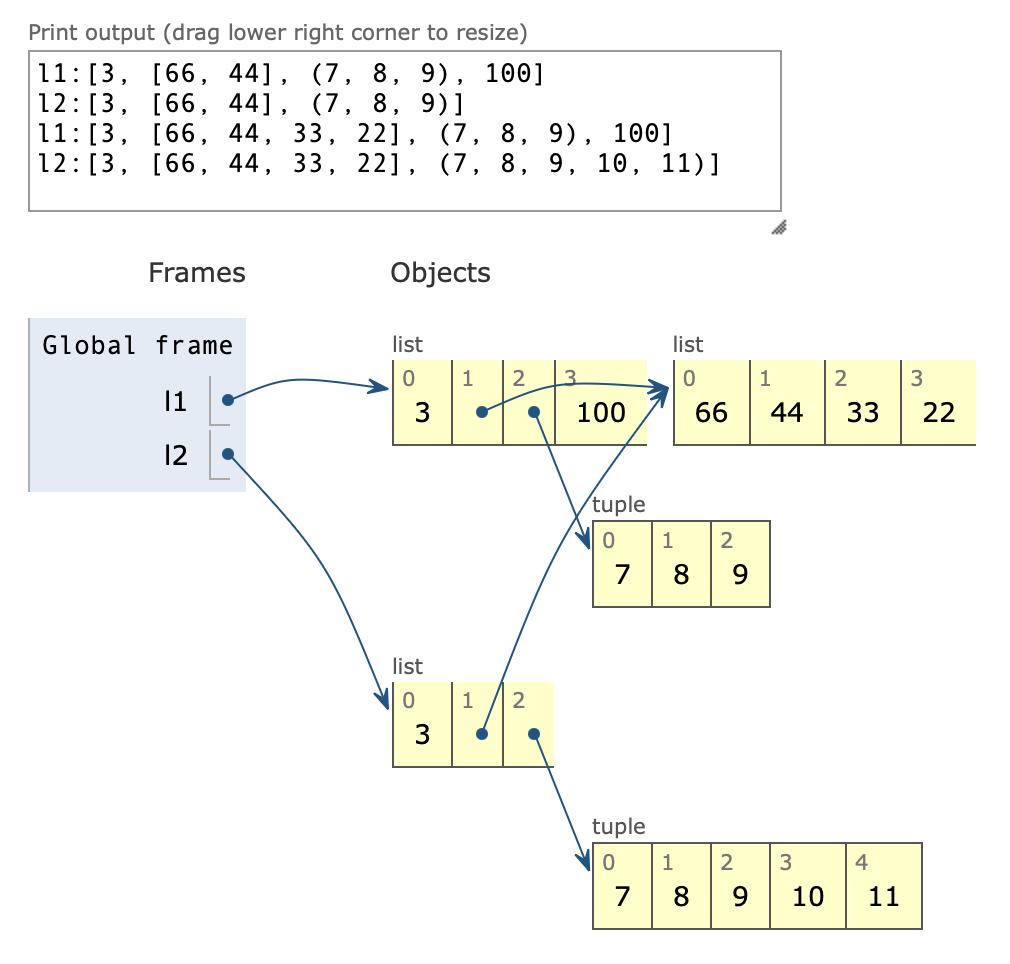 Print output (drag lower right corner to resize)
l1:[3, [66, 44], (7, 8, 9), 100]
l2:[3, [66, 44], (7, 8, 9)]
l1:[3, [66, 44, 33, 22], (7, 8, 9), 100]
l2:[3, [66, 44, 33, 22], (7, 8, 9, 10, 11)]
Frames Objects
Global frame
l1
l2
list
0 1 2 3
3 100
list
0 1 2 3
66 44 33 22
tuple
0 1 2
7 8 9
list
0 1 2
3
tuple
0 1 2 3 4
7 8 9 10 11